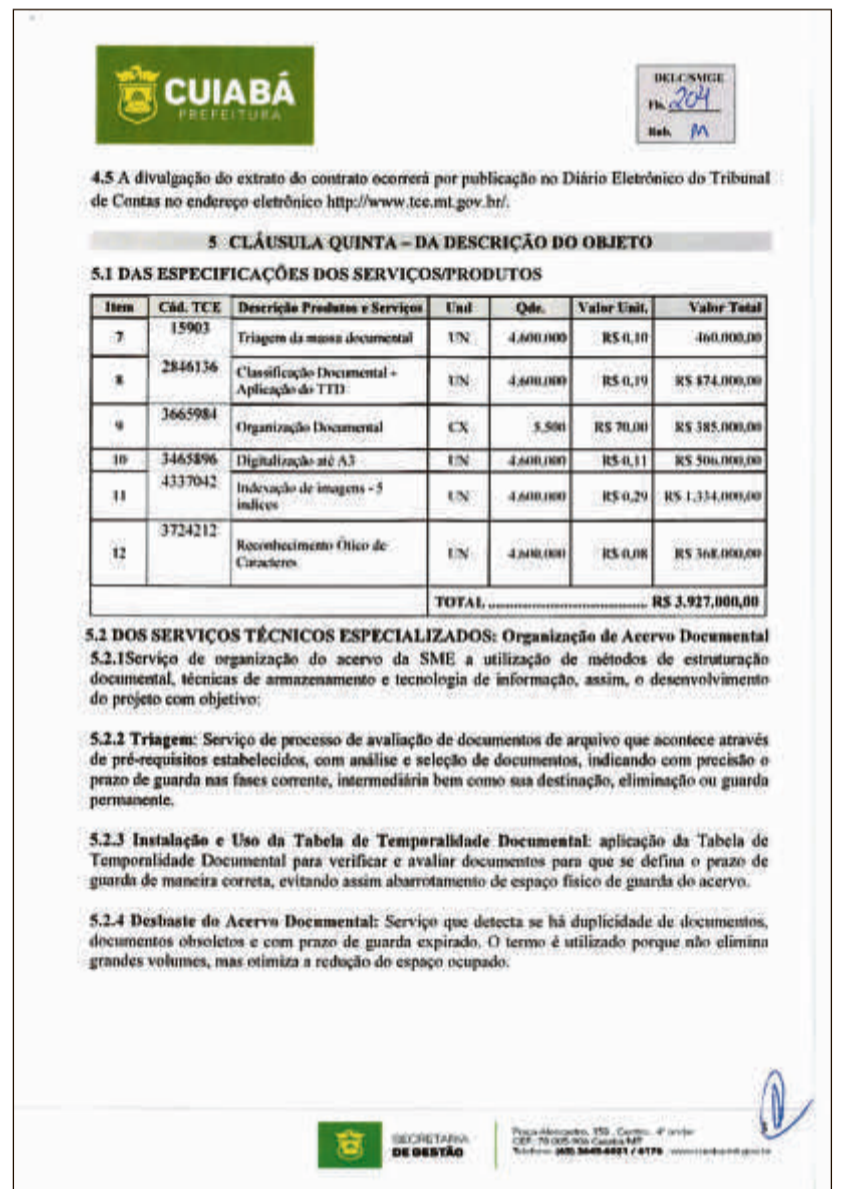 CUIABÁ
PREFEITURA
DELC/SMGE
Fls. 204
Rub. M
4.5 A divulgação do extrato do contrato ocorrerá por publicação no Diário Eletrônico do Tribunal
de Contas no endereço eletrônico http://www.tce.mt.gov.br/.
5 CLÁUSULA QUINTA – DA DESCRIÇÃO DO OBJETO
5.1 DAS ESPECIFICAÇÕES DOS SERVIÇOS/PRODUTOS
Item Cód. TCE Descrição Produtos e Serviços Unid Qde. Valor Unit. Valor Total
7 15903 Triagem da massa documental UN 4.600.000 R$ 0,10 460.000,00
8 2846136 Classificação Documental + Aplicação do TTD UN 4.600.000 R$ 0,19 R$ 874.000,00
9 3665984 Organização Documental CX 5.500 R$ 70,00 R$ 385.000,00
10 3465896 Digitalização até A3 UN 4.600.000 R$ 0,11 R$ 506.000,00
11 4337042 Indexação de imagens - 5 índices UN 4.600.000 R$ 0,29 R$ 1.334.000,00
12 3724212 Reconhecimento Ótico de Caracteres UN 4.600.000 R$ 0,08 R$ 368.000,00
TOTAL ........................................ R$ 3.927.000,00
5.2 DOS SERVIÇOS TÉCNICOS ESPECIALIZADOS: Organização de Acervo Documental
5.2.1Serviço de organização do acervo da SME a utilização de métodos de estruturação
documental, técnicas de armazenamento e tecnologia de informação, assim, o desenvolvimento
do projeto com objetivo:
5.2.2 Triagem: Serviço de processo de avaliação de documentos de arquivo que acontece através
de pré-requisitos estabelecidos, com análise e seleção de documentos, indicando com precisão o
prazo de guarda nas fases corrente, intermediária bem como sua destinação, eliminação ou guarda
permanente.
5.2.3 Instalação e Uso da Tabela de Temporalidade Documental: aplicação da Tabela de
Temporalidade Documental para verificar e avaliar documentos para que se defina o prazo de
guarda de maneira correta, evitando assim abarrotamento de espaço físico de guarda do acervo.
5.2.4 Desbaste do Acervo Documental: Serviço que detecta se há duplicidade de documentos,
documentos obsoletos e com prazo de guarda expirado. O termo é utilizado porque não elimina
grandes volumes, mas otimiza a redução do espaço ocupado.
SECRETARIA
DE GESTÃO
Praça Alencastro, 158 , Centro, 4º andar
CEP: 78.005-906 Cuiabá/MT
Telefone: